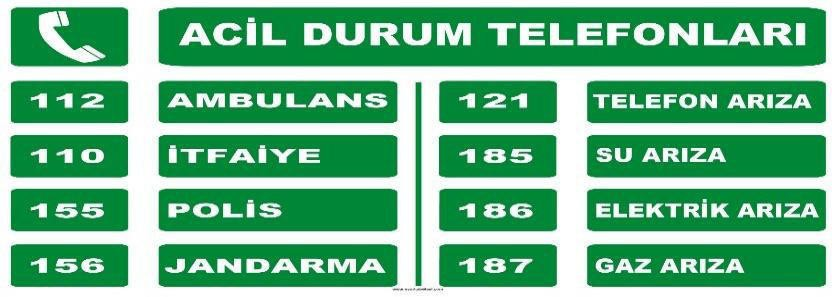 ACİL DURUM TELEFONLARI
112 AMBULANS
110 İTFAİYE
155 POLİS
156 JANDARMA
121 TELEFON ARIZA
185 SU ARIZA
186 ELEKTRİK ARIZA
187 GAZ ARIZA